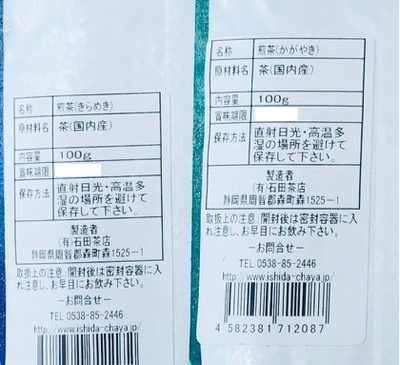 名称 煎茶(きらめき)
原材料名 茶(国内産)
内容量 100g
賞味期限
保存方法 直射日光・高温多
湿の場所を避けて
保存して下さい。
製造者
(有)石田茶店
静岡県周智郡森町森1525-1
取扱上の注意:開封後は密封容器に入
れ注意し、お早目にお飲み下さい。
ーお問合せー
TEL 0538-85-2446
http://www.ishida-chaya.jp/
名称 煎茶(かがやき)
原材料名 茶(国内産)
内容量 100g
賞味期限
保存方法 直射日光・高温多
湿の場所を避けて
保存して下さい。
製造者
(有)石田茶店
静岡県周智郡森町森1525-1
取扱上の注意:開封後は密封容器に入
れ注意し、お早目にお飲み下さい。
ーお問合せー
TEL 0538-85-2446
http://www.ishida-chaya.jp/
4 582381 712087